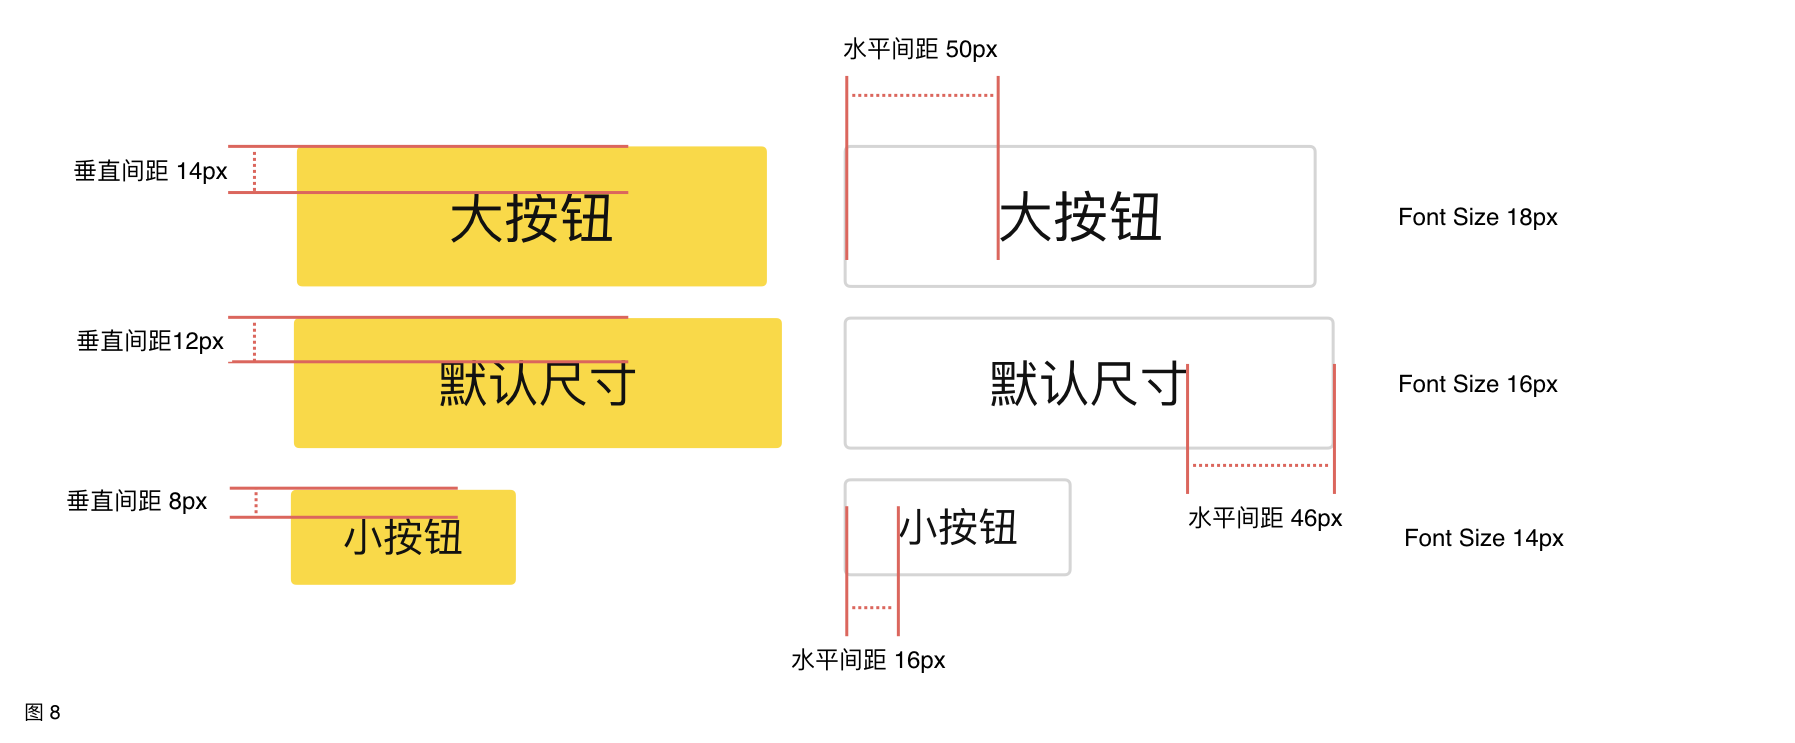 水平间距 50px
垂直间距 14px
大按钮
大按钮
Font Size 18px
垂直间距12px
默认尺寸
默认尺寸
Font Size 16px
垂直间距 8px
小按钮
小按钮
水平间距 46px
Font Size 14px
水平间距 16px
图 8